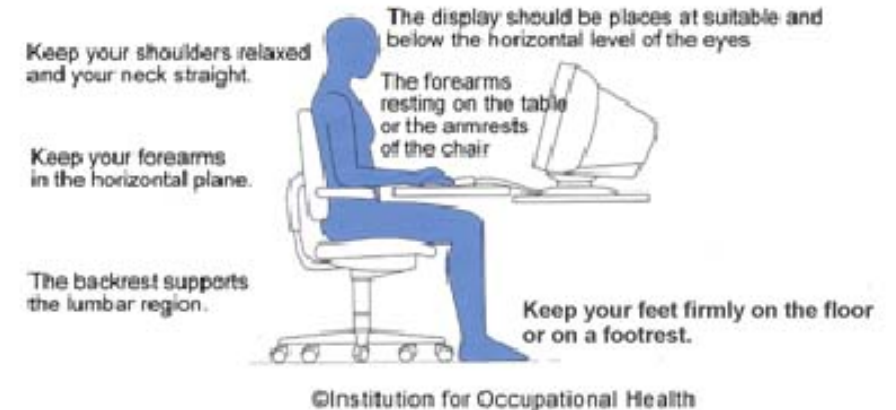 The display should be places at suitable and
below the horizontal level of the eyes
Keep your shoulders relaxed
and your neck straight.
The forearms
resting on the table
or the armrests
of the chair
Keep your forearms
in the horizontal plane.
The backrest supports
the lumbar region.
Keep your feet firmly on the floor
or on a footrest.
©Institution for Occupational Health